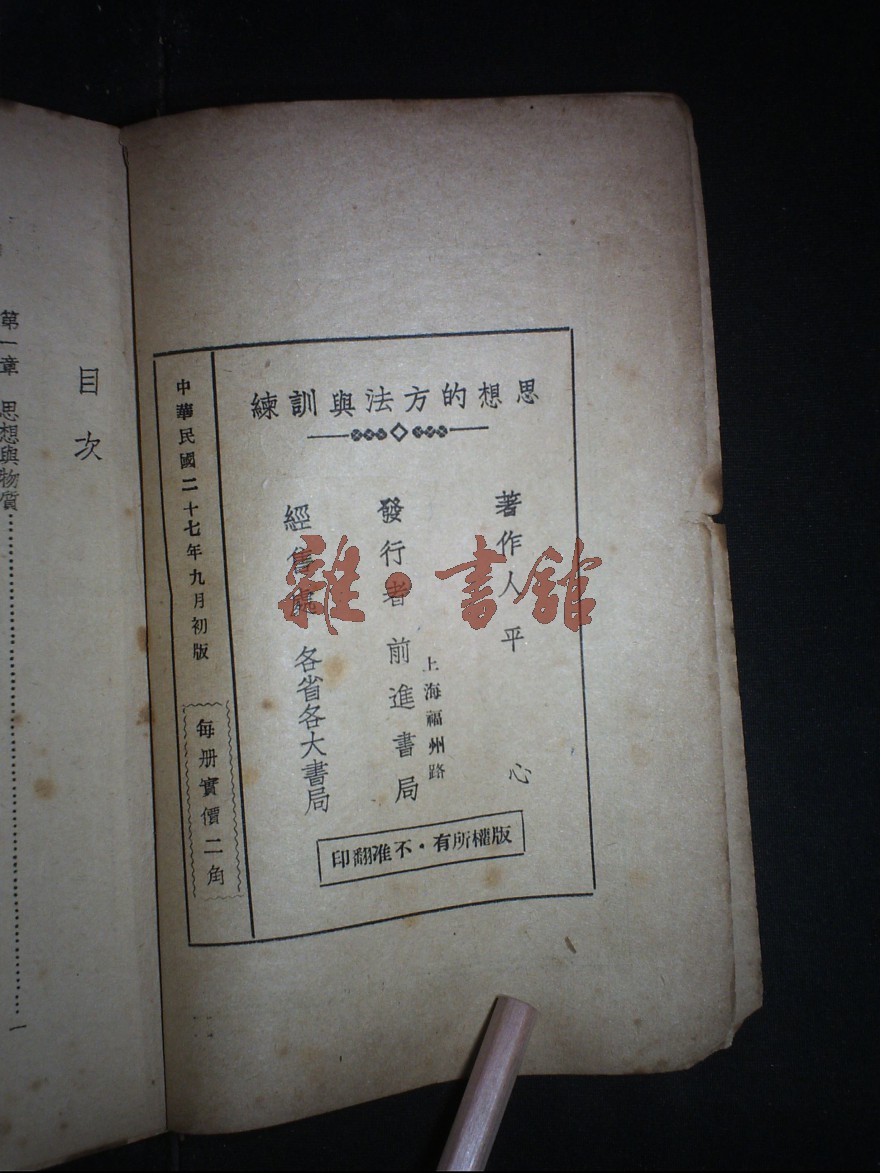 思想的方法與訓練
著作人 平心
上海福州路
發行者 前進書局
經售處 各省各大書局
版權所有・不准翻印
中華民國二十七年九月初版
每册實價二角
目次
第一章 思想與物質……………一
雜・書館